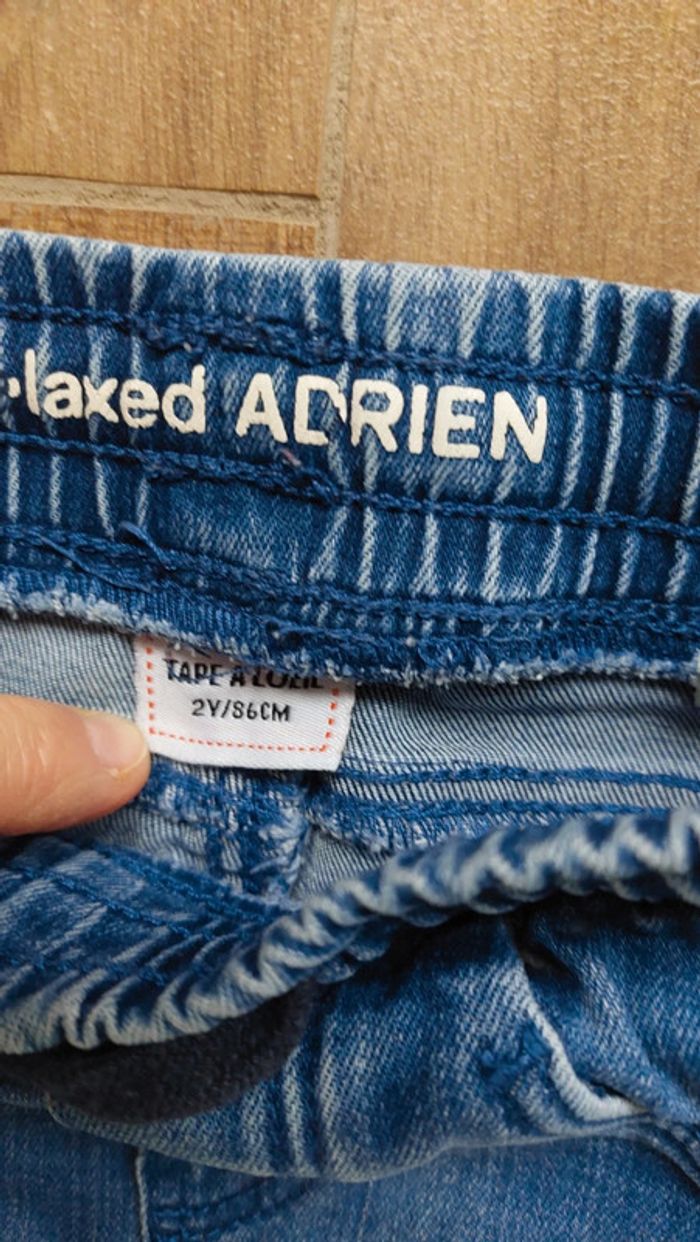 laxed ADRIEN
TAPE A L'OEIL
2Y/86CM